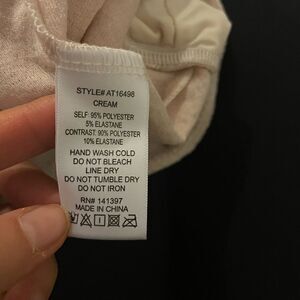 STYLE# AT16498
CREAM
SELF: 95% POLYESTER
5% ELASTANE
CONTRAST: 90% POLYESTER
10% ELASTANE
HAND WASH COLD
DO NOT BLEACH
LINE DRY
DO NOT TUMBLE DRY
DO NOT IRON
RN# 141397
MADE IN CHINA